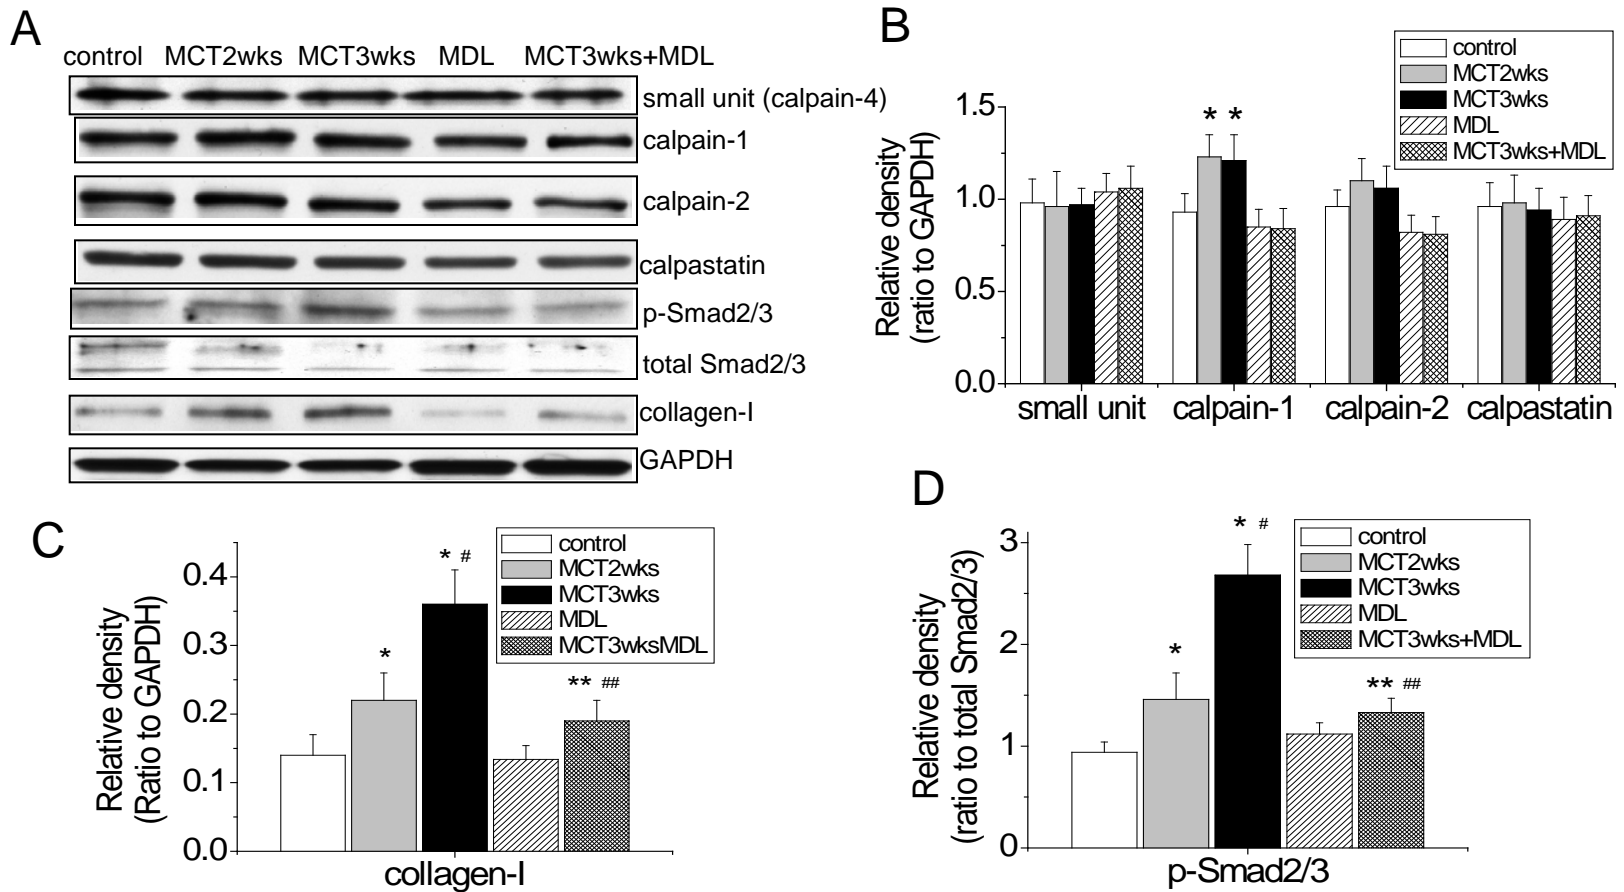 A
control MCT2wks MCT3wks MDL MCT3wks+MDL
small unit (calpain-4)
calpain-1
calpain-2
calpastatin
p-Smad2/3
total Smad2/3
collagen-I
GAPDH
B
control
MCT2wks
MCT3wks
MDL
MCT3wks+MDL
Relative density
(ratio to GAPDH)
1.5
1.0
0.5
0.0
* *
small unit calpain-1 calpain-2 calpastatin
C
control
MCT2wks
MCT3wks
MDL
MCT3wksMDL
Relative density
(Ratio to GAPDH)
0.4
0.3
0.2
0.1
0.0
*
* #
** ##
collagen-I
D
control
MCT2wks
MCT3wks
MDL
MCT3wks+MDL
Relative density
(ratio to total Smad2/3)
3
2
1
0
*
* #
** ##
p-Smad2/3